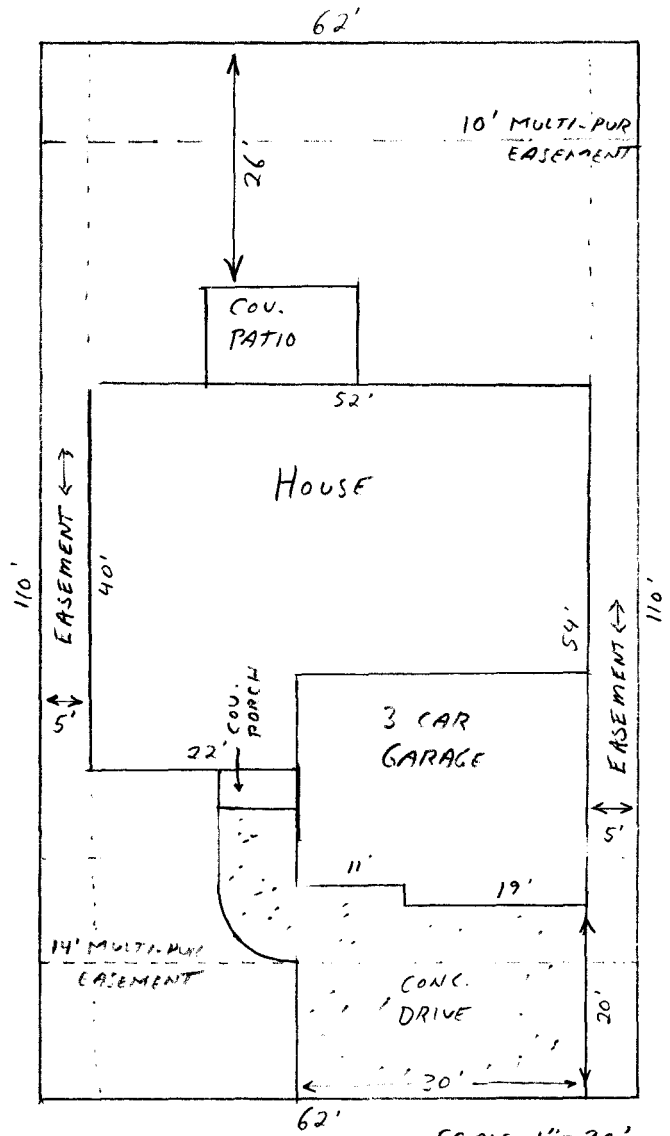 62'
10' MULTI-PUR
EASEMENT
26'
COV.
PATIO
52'
HOUSE
110'
EASEMENT
40'
5'
54'
EASEMENT
110'
5'
COV.
PORCH
22'
3 CAR
GARAGE
11'
19'
14' MULTI-PUR
EASEMENT
CONC.
DRIVE
20'
30'
62'